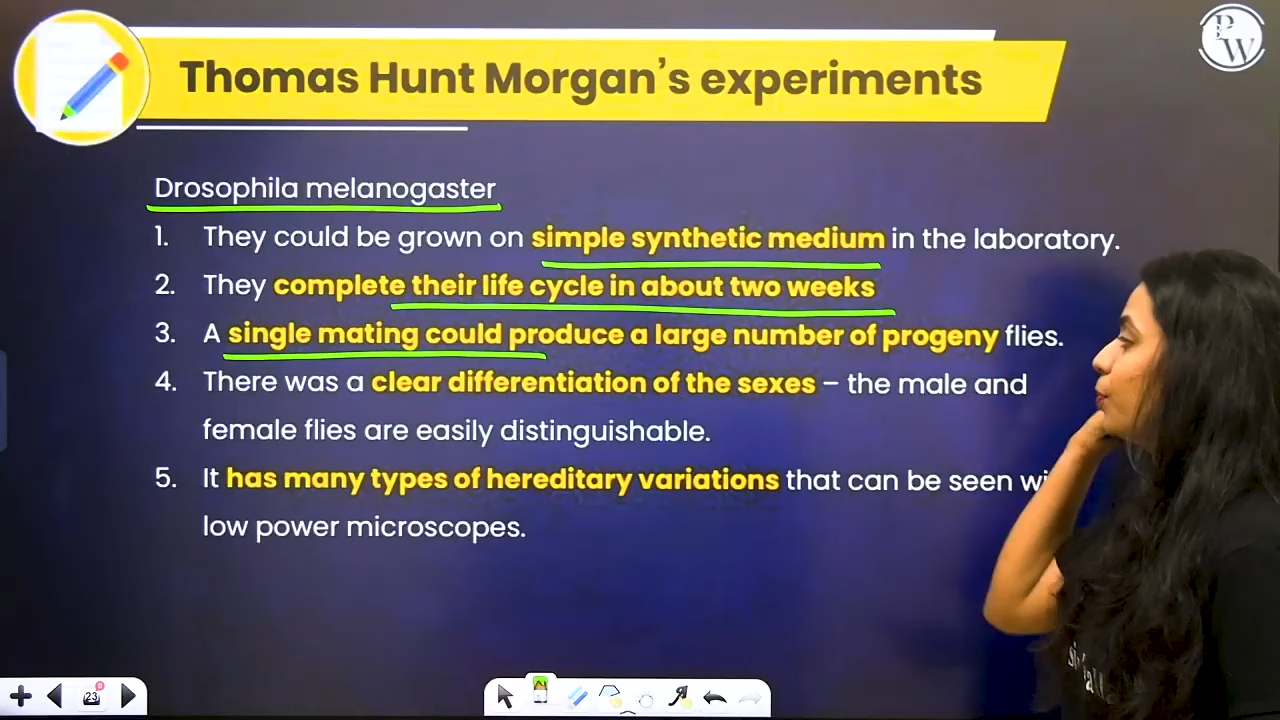 PW
Thomas Hunt Morgan's experiments
Drosophila melanogaster
1. They could be grown on simple synthetic medium in the laboratory.
2. They complete their life cycle in about two weeks
3. A single mating could produce a large number of progeny flies.
4. There was a clear differentiation of the sexes – the male and
female flies are easily distinguishable.
5. It has many types of hereditary variations that can be seen wi
low power microscopes.
23